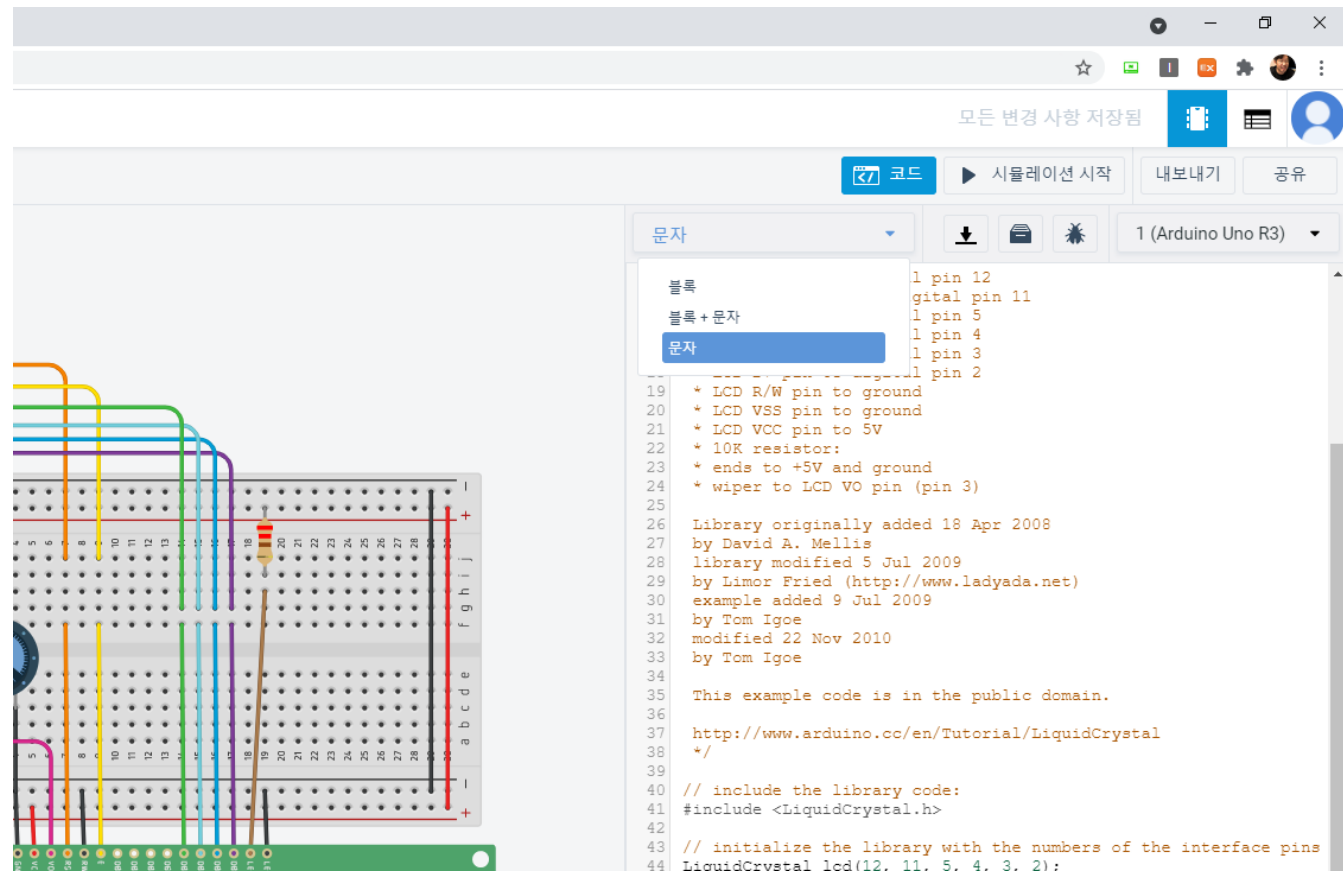 모든 변경 사항 저장됨
코드
시뮬레이션 시작
내보내기
공유
문자
1 (Arduino Uno R3)
블록
블록 + 문자
문자
l pin 12
gital pin 11
l pin 5
l pin 4
l pin 3
l pin 2
19 * LCD R/W pin to ground
20 * LCD VSS pin to ground
21 * LCD VCC pin to 5V
22 * 10K resistor:
23 * ends to +5V and ground
24 * wiper to LCD VO pin (pin 3)
25
26 Library originally added 18 Apr 2008
27 by David A. Mellis
28 library modified 5 Jul 2009
29 by Limor Fried (http://www.ladyada.net)
30 example added 9 Jul 2009
31 by Tom Igoe
32 modified 22 Nov 2010
33 by Tom Igoe
34
35 This example code is in the public domain.
36
37 http://www.arduino.cc/en/Tutorial/LiquidCrystal
38 */
39
40 // include the library code:
41 #include <LiquidCrystal.h>
42
43 // initialize the library with the numbers of the interface pins
44 LiquidCrystal lcd(12, 11, 5, 4, 3, 2);